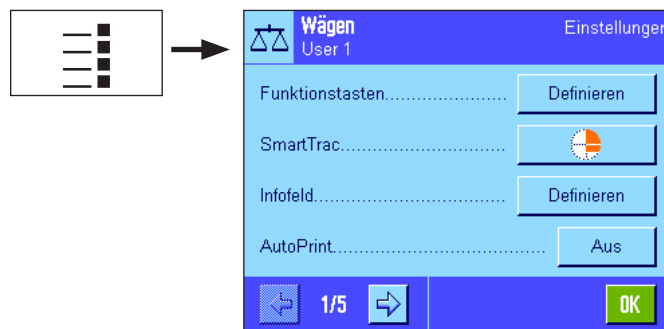 Wägen Einstellungen
User 1
Funktionstasten...................... Definieren
SmartTrac..............................
Infofeld................................... Definieren
AutoPrint....................................... Aus
1/5 OK